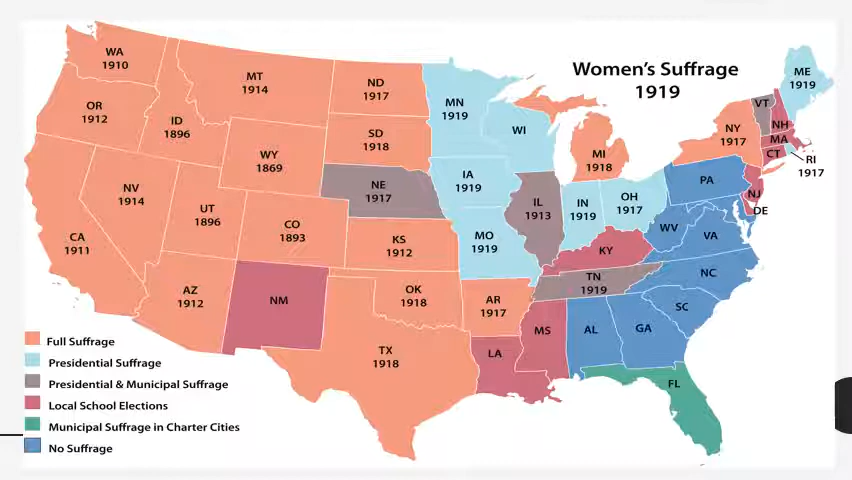 Women's Suffrage
1919
WA
1910
MT
1914
ND
1917
MN
1919
ME
1919
OR
1912
ID
1896
SD
1918
WI
VT
NH
NY
1917
MA
CT
RI
1917
WY
1869
MI
1918
NV
1914
UT
1896
NE
1917
IA
1919
IL
1913
IN
1919
OH
1917
PA
NJ
DE
CA
1911
CO
1893
KS
1912
MO
1919
KY
WV
VA
AZ
1912
NM
OK
1918
AR
1917
TN
1919
NC
SC
TX
1918
LA
MS
AL
GA
FL
Full Suffrage
Presidential Suffrage
Presidential & Municipal Suffrage
Local School Elections
Municipal Suffrage in Charter Cities
No Suffrage